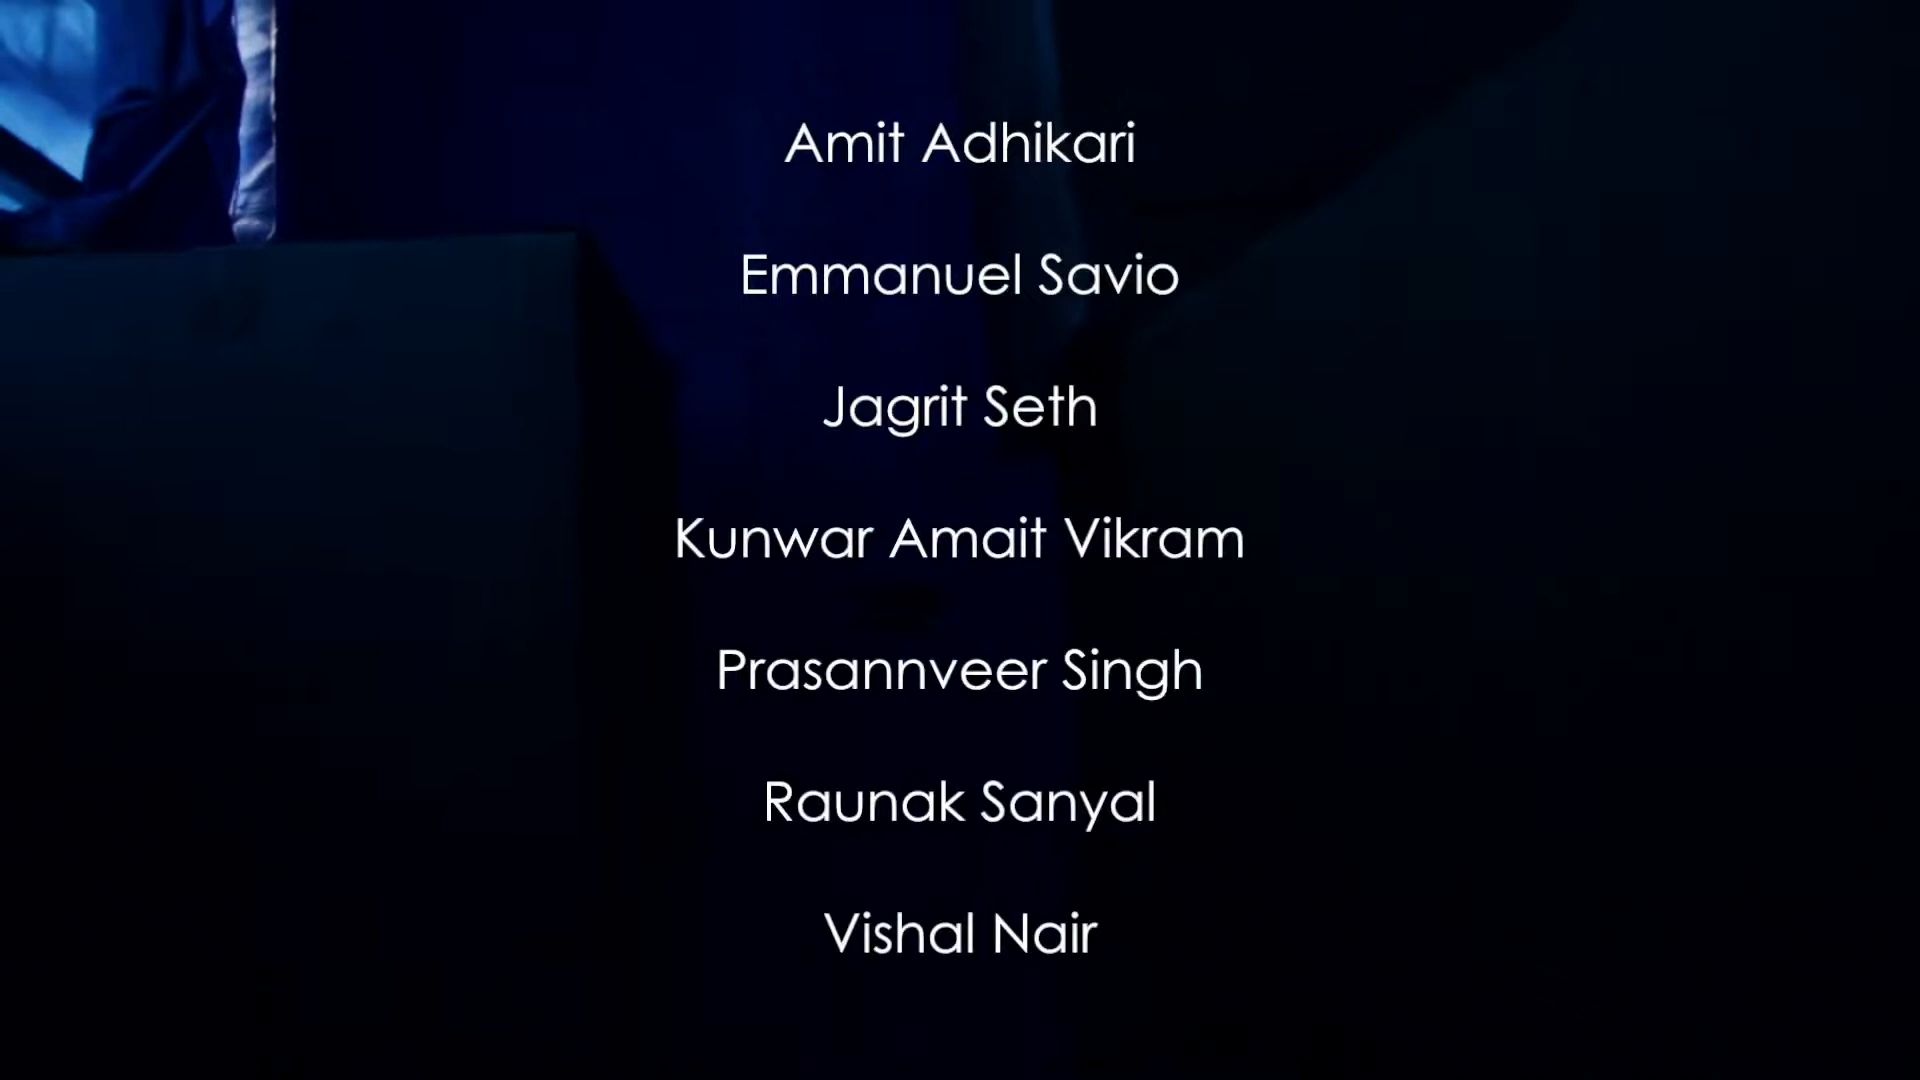 Amit Adhikari
Emmanuel Savio
Jagrit Seth
Kunwar Amait Vikram
Prasannveer Singh
Raunak Sanyal
Vishal Nair